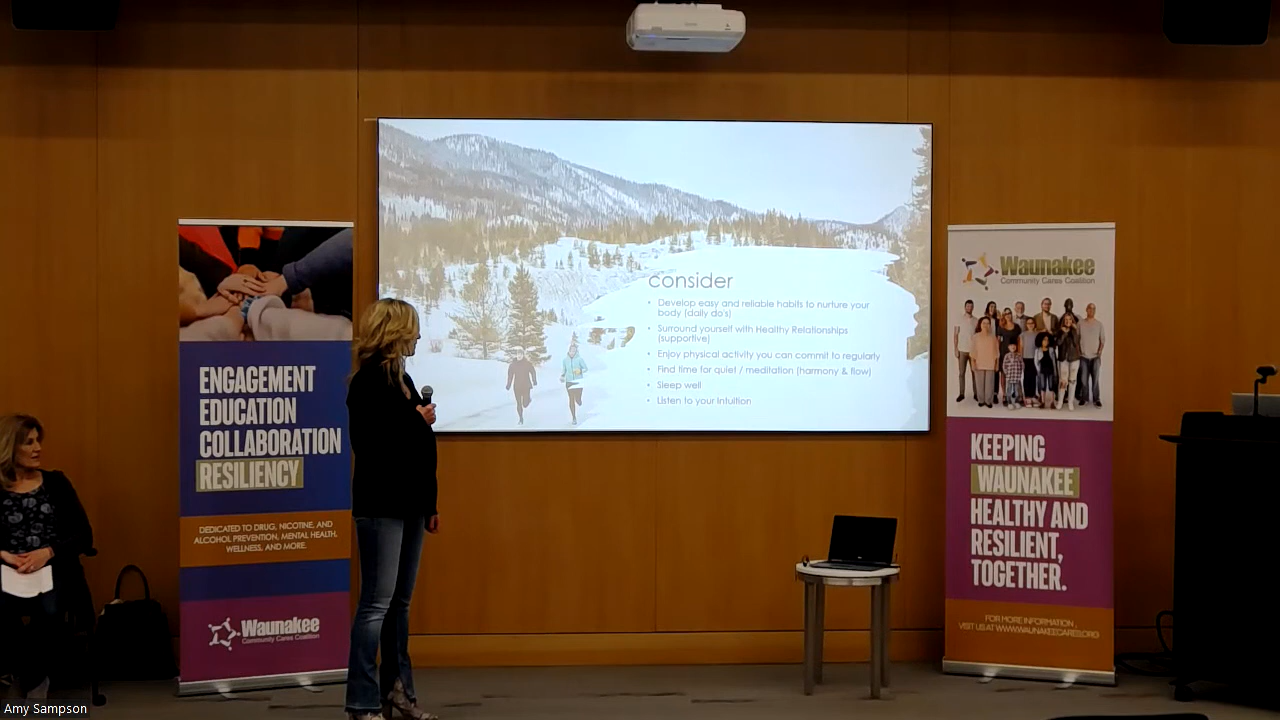 consider
• Develop easy and reliable habits to nurture your
body (daily do's)
• Surround yourself with Healthy Relationships
(supportive)
• Enjoy physical activity you can commit to regularly
• Find time for quiet / meditation (harmony & flow)
• Sleep well
• Listen to your Intuition
ENGAGEMENT
EDUCATION
COLLABORATION
RESILIENCY
DEDICATED TO DRUG, NICOTINE, AND
ALCOHOL PREVENTION, MENTAL HEALTH,
WELLNESS, AND MORE.
Waunakee
Community Cares Coalition
Waunakee
Community Cares Coalition
KEEPING
WAUNAKEE
HEALTHY AND
RESILIENT,
TOGETHER.
FOR MORE INFORMATION
VISIT US AT WWW.WAUNAKEECARES.ORG
Amy Sampson